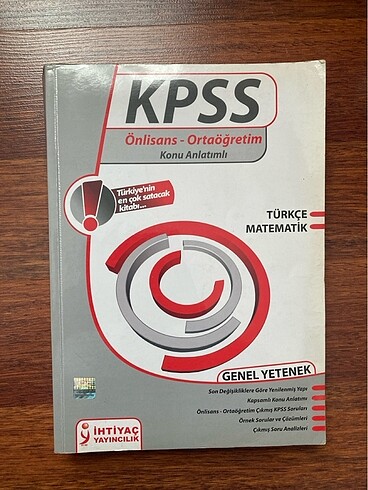 KPSS
Önlisans - Ortaöğretim
Konu Anlatımlı
Türkiye'nin
en çok satacak
kitabı...
TÜRKÇE
MATEMATİK
GENEL YETENEK
Son Değişikliklere Göre Yenilenmiş Yapı
Kapsamlı Konu Anlatımı
Önlisans - Ortaöğretim Çıkmış KPSS Soruları
Örnek Sorular ve Çözümleri
Çıkmış Soru Analizleri
İHTİYAÇ
YAYINCILIK